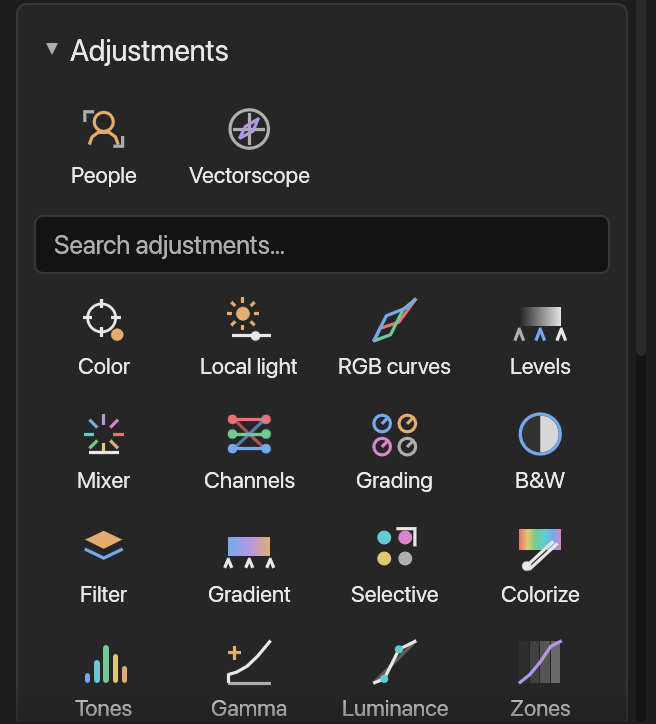 Adjustments
People Vectorscope
Search adjustments...
Color Local light RGB curves Levels
Mixer Channels Grading B&W
Filter Gradient Selective Colorize
Tones Gamma Luminance Zones